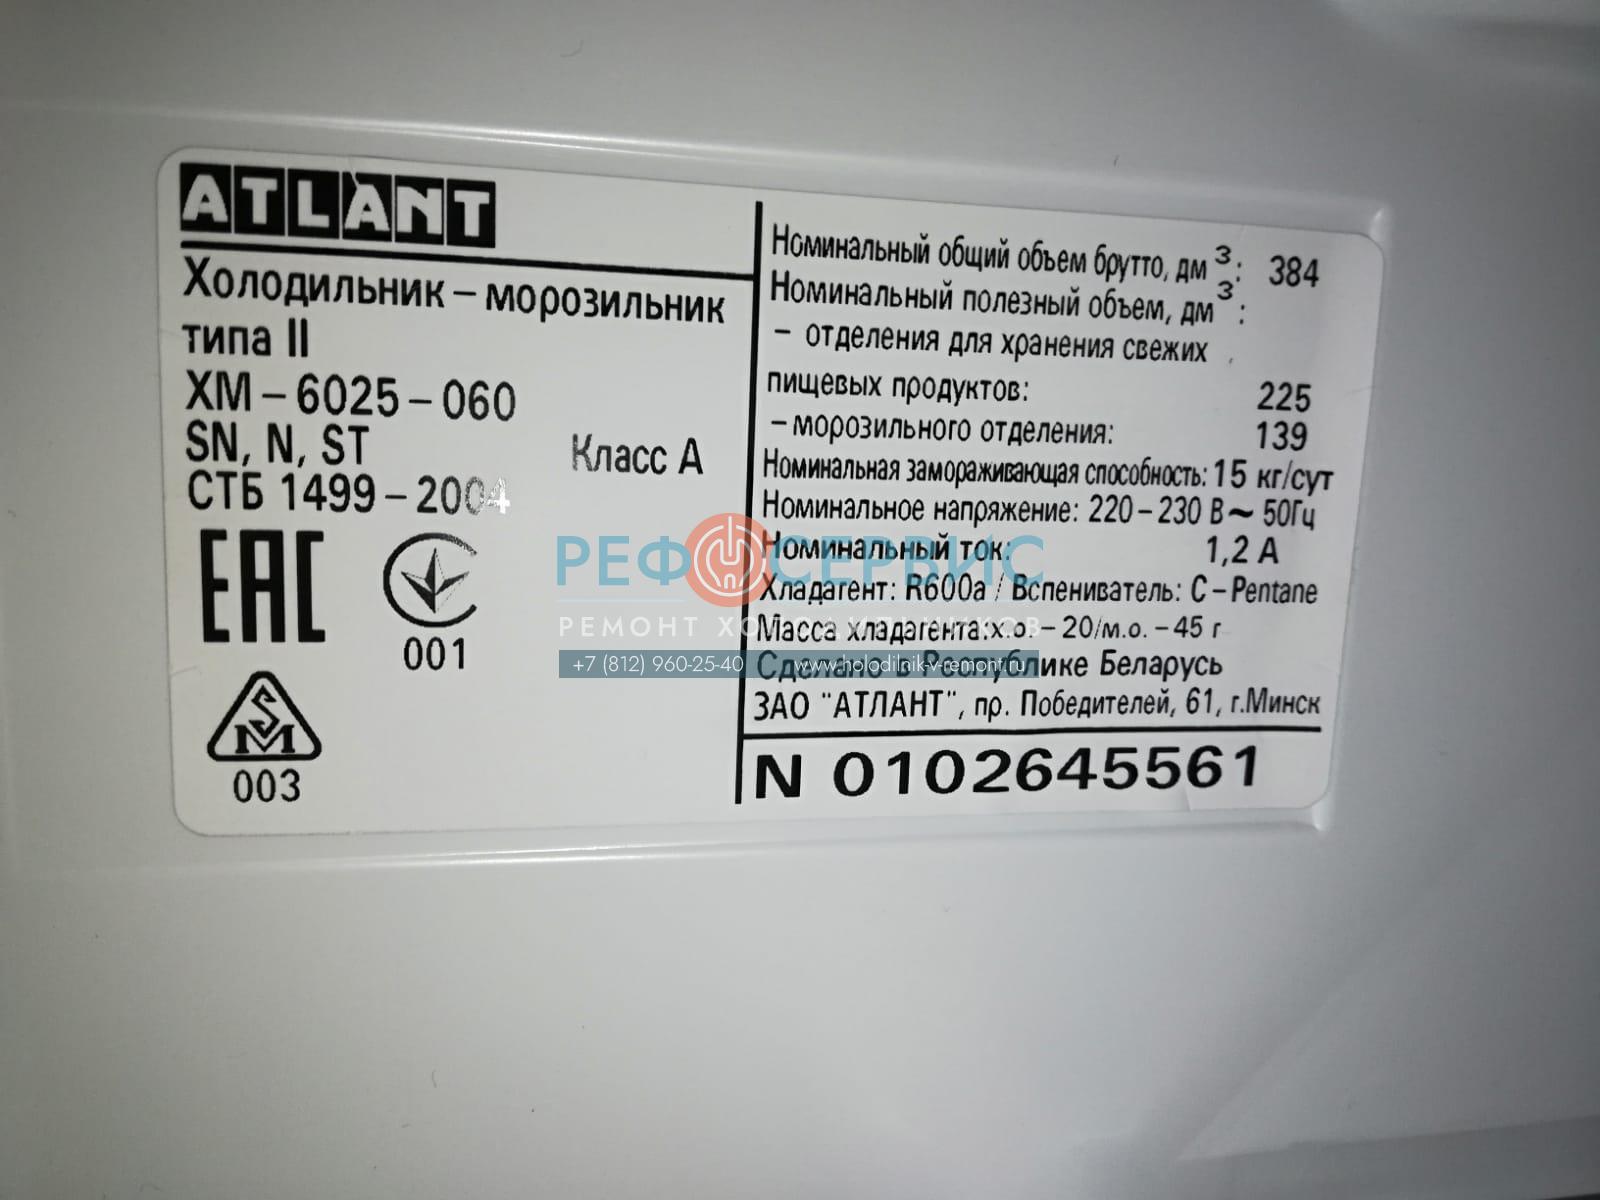 ATLANT
Холодильник – морозильник
типа II
ХМ – 6025 – 060
SN, N, ST
Класс А
СТБ 1499 – 2004
ЕАС
001
003
Номинальный общий объем брутто, дм³: 384
Номинальный полезный объем, дм³:
– отделения для хранения свежих
пищевых продуктов: 225
– морозильного отделения: 139
Номинальная замораживающая способность: 15 кг/сут
Номинальное напряжение: 220 – 230 В ~ 50Гц
Номинальный ток: 1,2 А
Хладагент: R600a / Вспениватель: C – Pentane
Масса хладагента:х.о. – 20/м.о. – 45 г
Сделано в Республике Беларусь
ЗАО "АТЛАНТ", пр. Победителей, 61, г.Минск
N 0102645561
РЕФОСЕРВИС
РЕМОНТ ХОЛОДИЛЬНИКОВ
+7 (812) 960-25-40 www.holodilnik-v-remont.ru